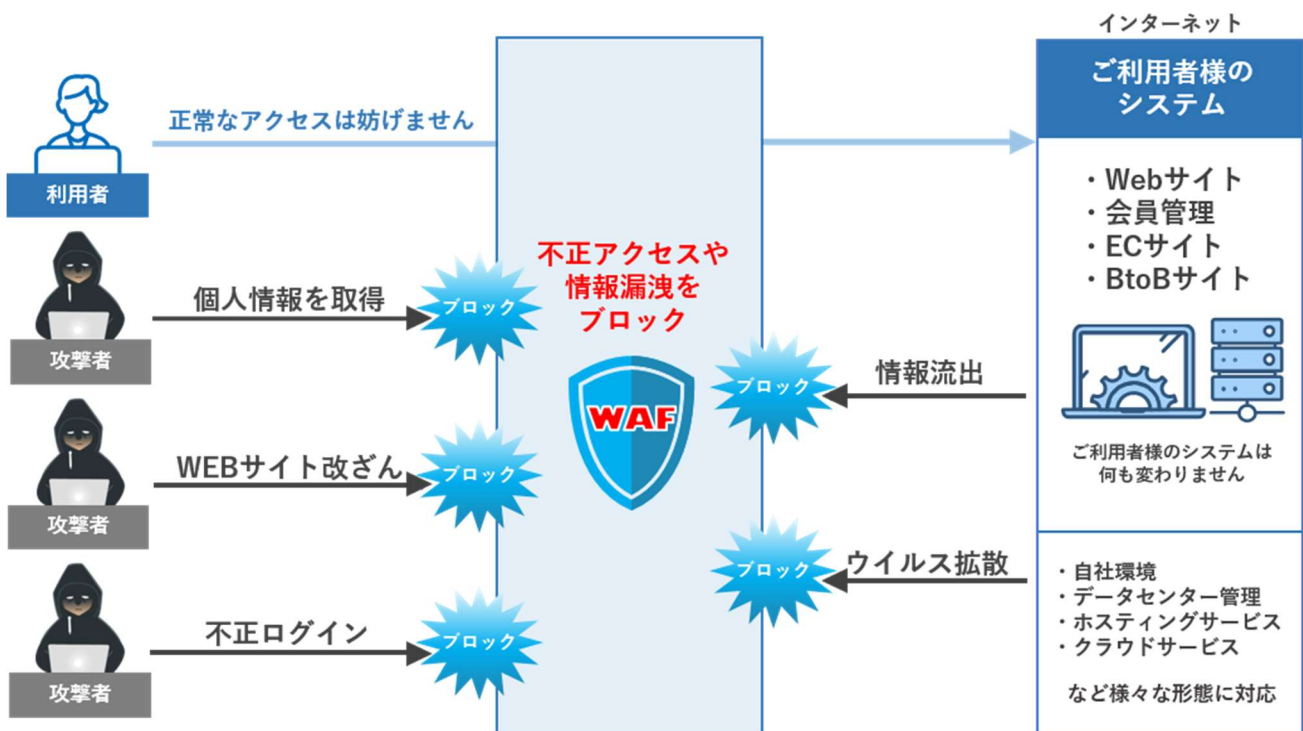 インターネット
ご利用者様の
システム
正常なアクセスは妨げません
利用者
・Webサイト
・会員管理
・ECサイト
・BtoBサイト
不正アクセスや
情報漏洩を
ブロック
WAF
個人情報を取得
ブロック
攻撃者
WEBサイト改ざん
ブロック
攻撃者
不正ログイン
ブロック
攻撃者
ブロック
情報流出
ご利用者様のシステムは
何も変わりません
ブロック
ウイルス拡散
・自社環境
・データセンター管理
・ホスティングサービス
・クラウドサービス
など様々な形態に対応